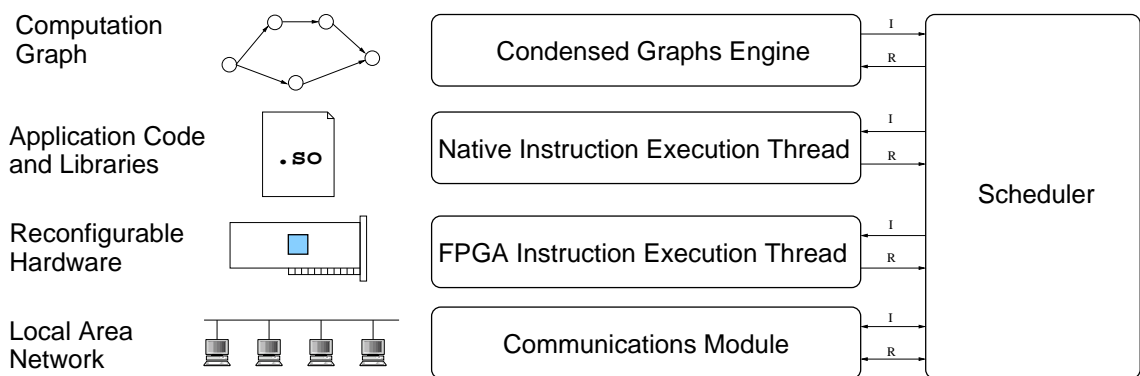 Computation
Graph
Condensed Graphs Engine
I
R
Application Code
and Libraries
.so
Native Instruction Execution Thread
I
R
Scheduler
Reconfigurable
Hardware
FPGA Instruction Execution Thread
I
R
Local Area
Network
Communications Module
I
R